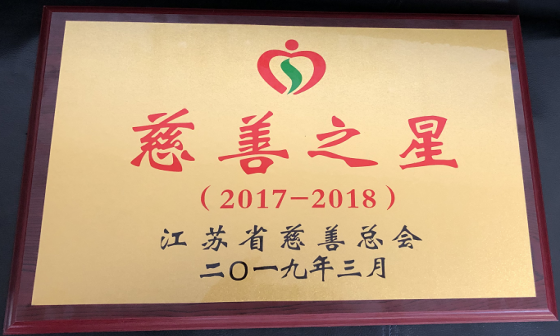 慈善之星
（2017-2018）
江苏省慈善总会
二〇一九年三月